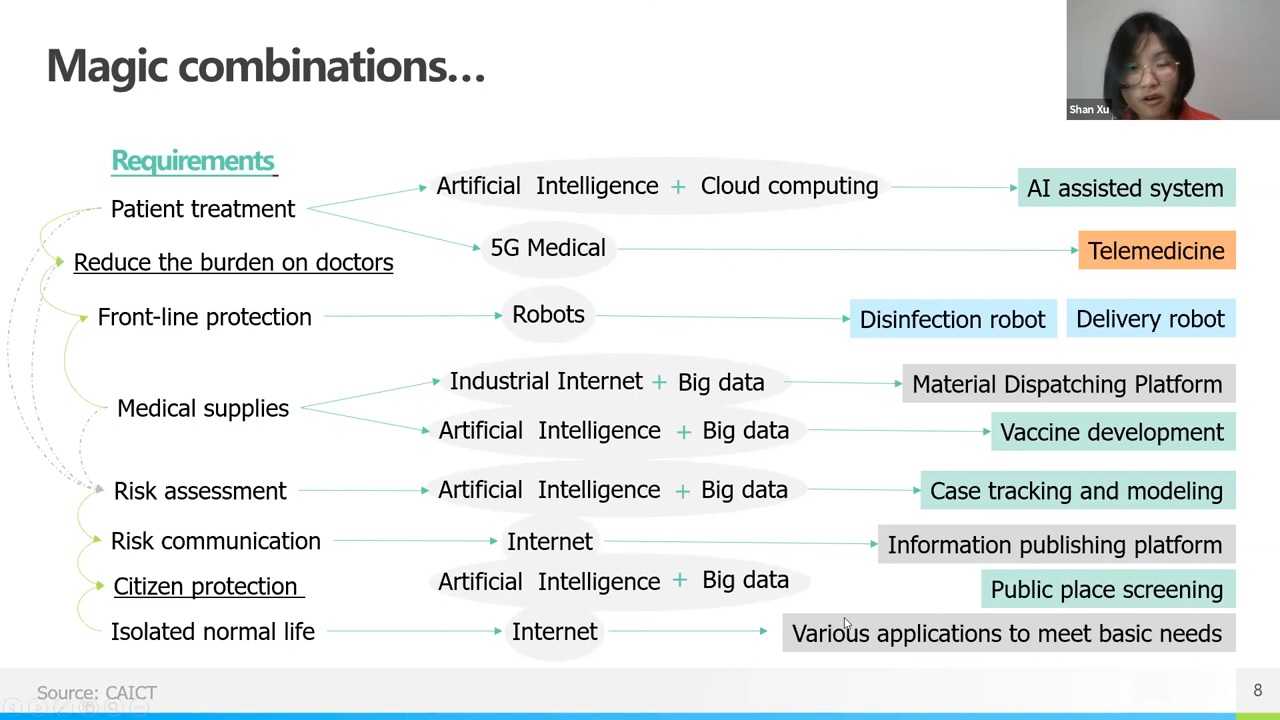 Magic combinations...
Shan Xu
Requirements
Patient treatment
Artificial Intelligence + Cloud computing
AI assisted system
5G Medical
Telemedicine
Reduce the burden on doctors
Front-line protection
Robots
Disinfection robot
Delivery robot
Medical supplies
Industrial Internet + Big data
Material Dispatching Platform
Artificial Intelligence + Big data
Vaccine development
Risk assessment
Artificial Intelligence + Big data
Case tracking and modeling
Risk communication
Internet
Information publishing platform
Citizen protection
Artificial Intelligence + Big data
Public place screening
Isolated normal life
Internet
Various applications to meet basic needs
Source: CAICT
8